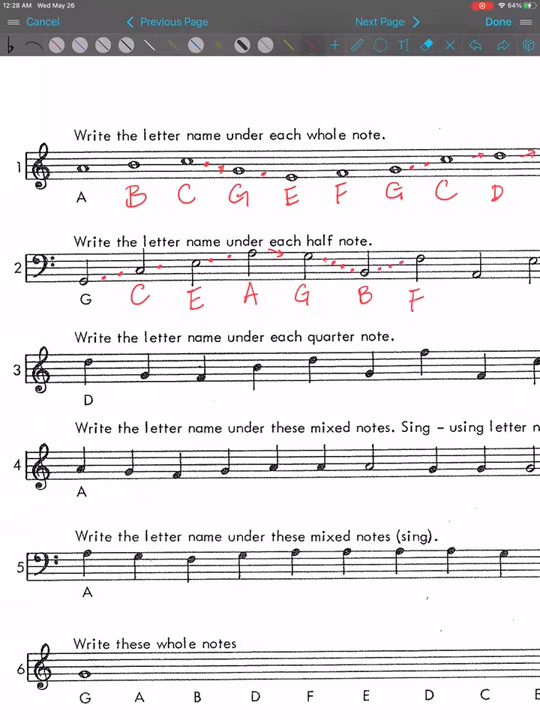 12:28 AM Wed May 26 64%
Cancel Previous Page Next Page Done
Write the letter name under each whole note.
1
A B C G E F G C D
Write the letter name under each half note.
2
G C E A G B F
Write the letter name under each quarter note.
3
D
Write the letter name under these mixed notes. Sing - using letter n
4
A
Write the letter name under these mixed notes (sing).
5
A
Write these whole notes
6
G A B D F E D C E